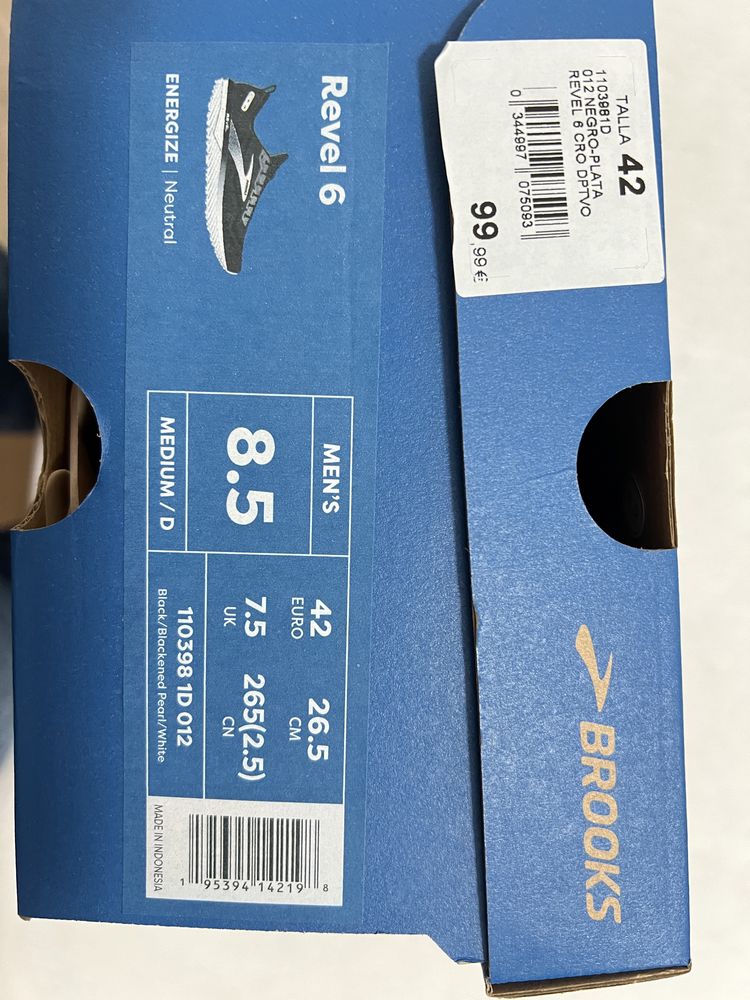 Revel 6
ENERGIZE | Neutral
MEN'S
8.5
MEDIUM / D
42
EURO
26.5
CM
7.5
UK
265(2.5)
CN
110398 1D 012
Black/Blackened Pearl/White
1 95394 14219 8
MADE IN INDONESIA
TALLA 42
1103981D
012 NEGRO-PLATA
REVEL 6 CRO DPTVO
0 344997 075093
99,99 €
BROOKS